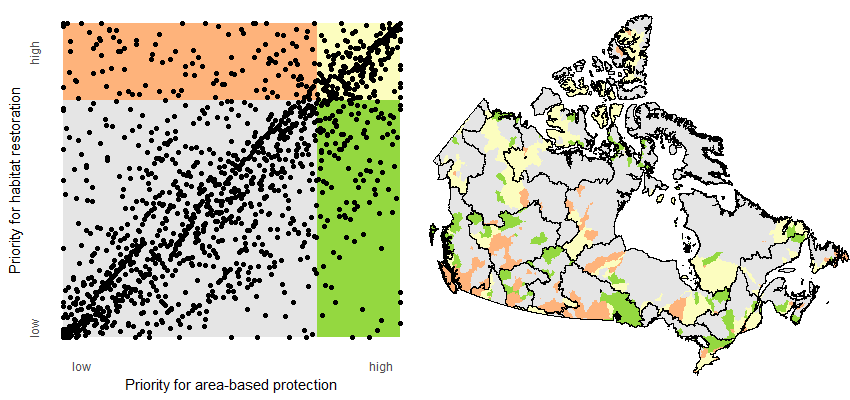 high
Priority for habitat restoration
low
low
high
Priority for area-based protection